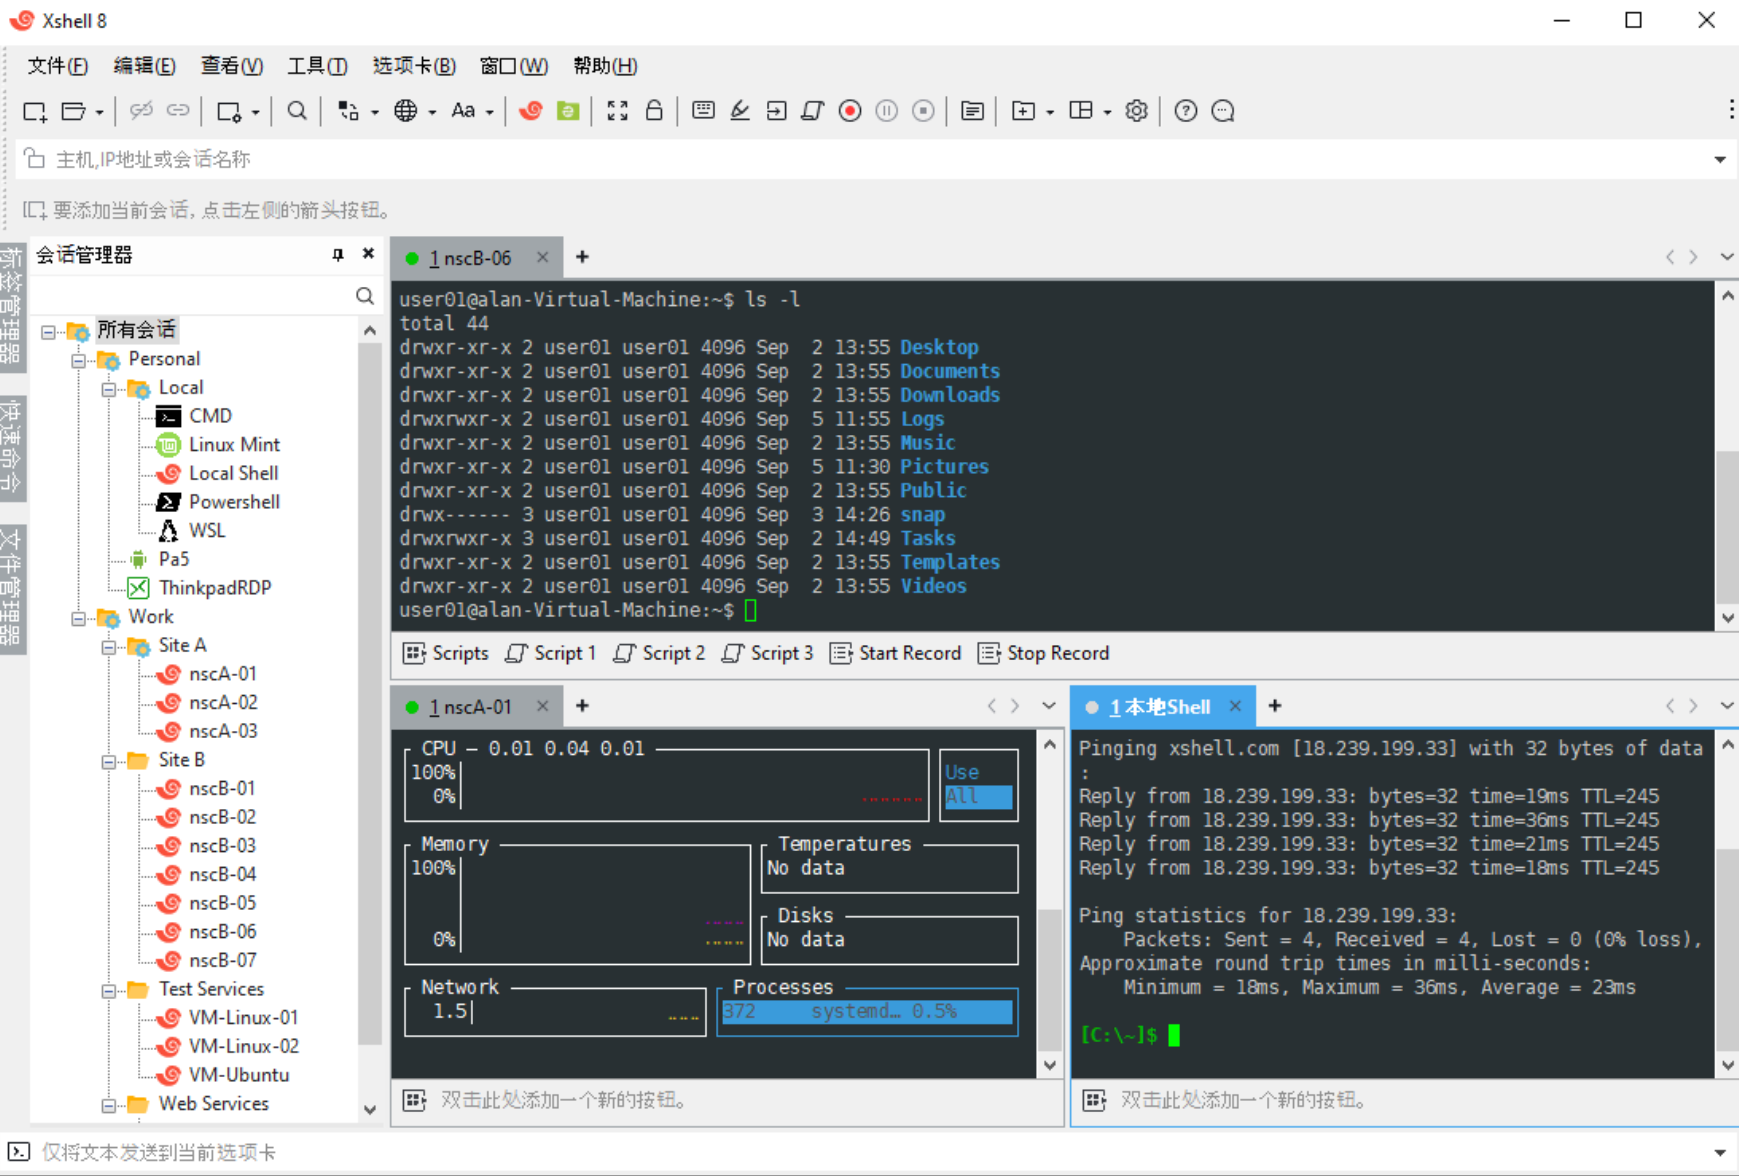 Xshell 8
文件(F) 编辑(E) 查看(V) 工具(T) 选项卡(B) 窗口(W) 帮助(H)
Aa
主机,IP地址或会话名称
要添加当前会话, 点击左侧的箭头按钮。
标签管理器
快速命令
文件管理器
会话管理器
所有会话
Personal
Local
CMD
Linux Mint
Local Shell
Powershell
WSL
Pa5
ThinkpadRDP
Work
Site A
nscA-01
nscA-02
nscA-03
Site B
nscB-01
nscB-02
nscB-03
nscB-04
nscB-05
nscB-06
nscB-07
Test Services
VM-Linux-01
VM-Linux-02
VM-Ubuntu
Web Services
1 nscB-06
user01@alan-Virtual-Machine:~$ ls -l
total 44
drwxr-xr-x 2 user01 user01 4096 Sep  2 13:55 Desktop
drwxr-xr-x 2 user01 user01 4096 Sep  2 13:55 Documents
drwxr-xr-x 2 user01 user01 4096 Sep  2 13:55 Downloads
drwxrwxr-x 2 user01 user01 4096 Sep  5 11:55 Logs
drwxr-xr-x 2 user01 user01 4096 Sep  2 13:55 Music
drwxr-xr-x 2 user01 user01 4096 Sep  5 11:30 Pictures
drwxr-xr-x 2 user01 user01 4096 Sep  2 13:55 Public
drwx------ 3 user01 user01 4096 Sep  3 14:26 snap
drwxrwxr-x 3 user01 user01 4096 Sep  2 14:49 Tasks
drwxr-xr-x 2 user01 user01 4096 Sep  2 13:55 Templates
drwxr-xr-x 2 user01 user01 4096 Sep  2 13:55 Videos
user01@alan-Virtual-Machine:~$
Scripts Script 1 Script 2 Script 3 Start Record Stop Record
1 nscA-01
CPU – 0.01 0.04 0.01
100%
0%
Use
All
Memory
100%
0%
Temperatures
No data
Disks
No data
Network
1.5
Processes
372 systemd… 0.5%
双击此处添加一个新的按钮。
1 本地Shell
Pinging xshell.com [18.239.199.33] with 32 bytes of data
:
Reply from 18.239.199.33: bytes=32 time=19ms TTL=245
Reply from 18.239.199.33: bytes=32 time=36ms TTL=245
Reply from 18.239.199.33: bytes=32 time=21ms TTL=245
Reply from 18.239.199.33: bytes=32 time=18ms TTL=245
Ping statistics for 18.239.199.33:
Packets: Sent = 4, Received = 4, Lost = 0 (0% loss),
Approximate round trip times in milli-seconds:
Minimum = 18ms, Maximum = 36ms, Average = 23ms
[C:\~]$
双击此处添加一个新的按钮。
仅将文本发送到当前选项卡